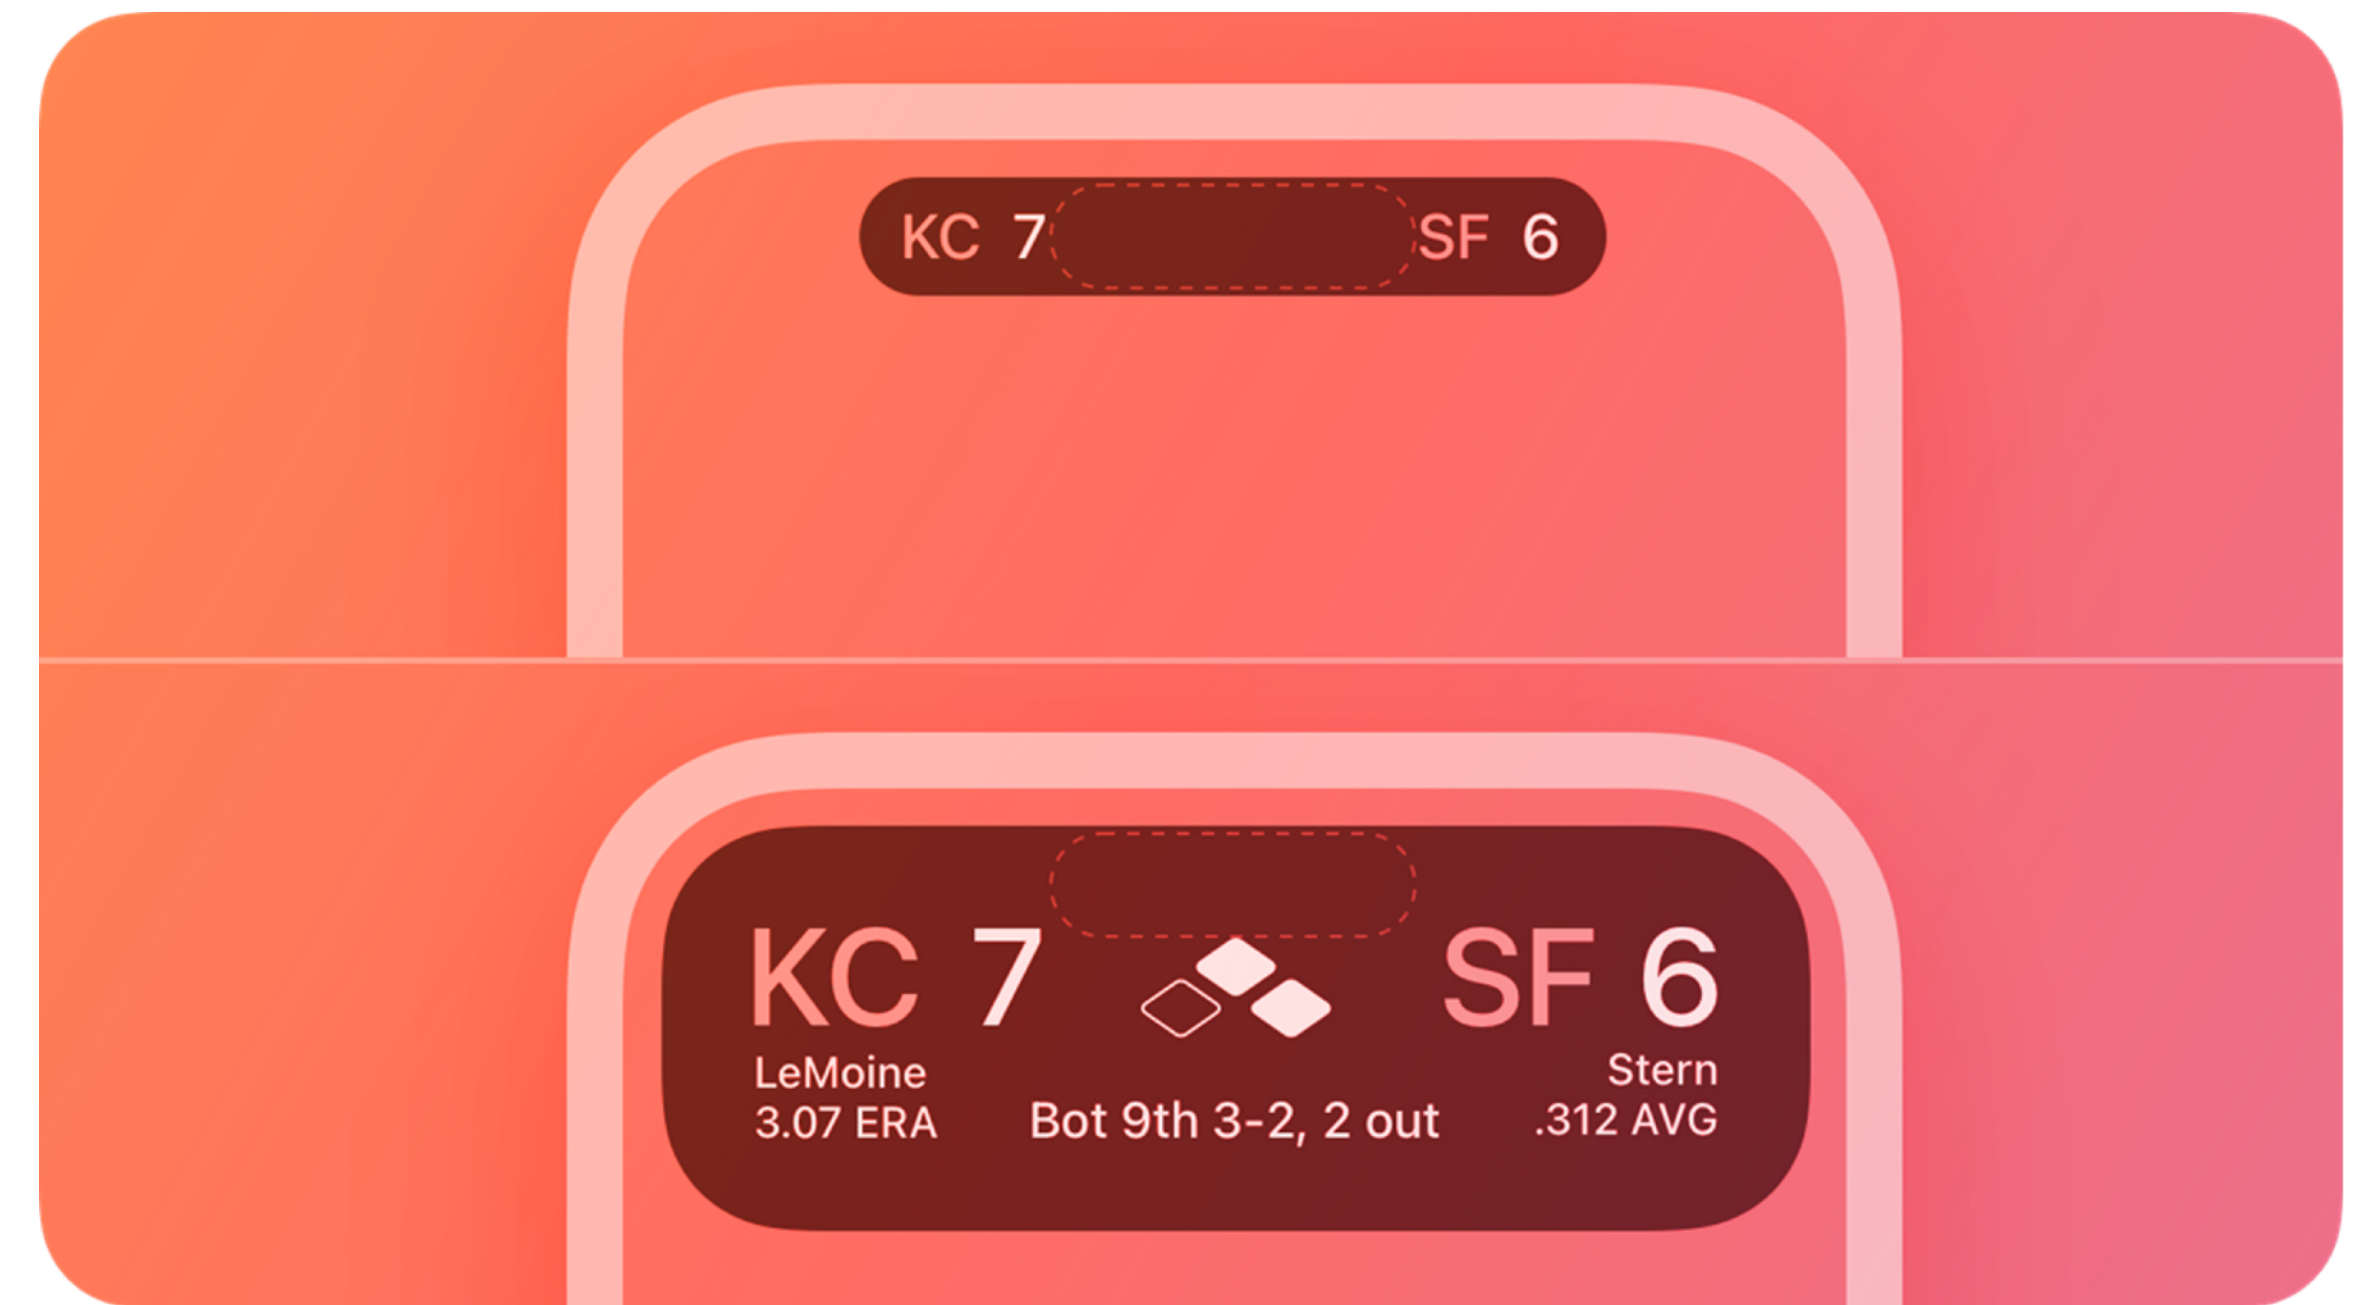 KC 7 SF 6
KC 7 SF 6
LeMoine Stern
3.07 ERA Bot 9th 3-2, 2 out .312 AVG